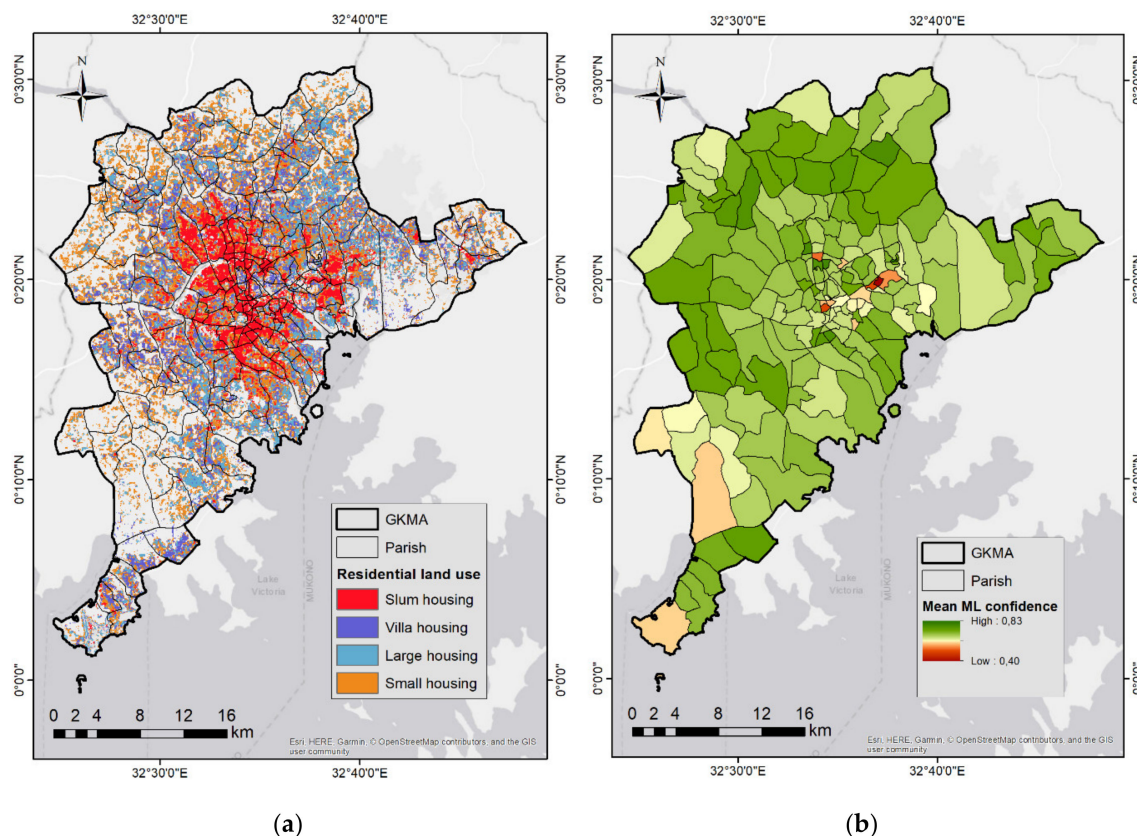 32°30'0"E
32°40'0"E
N
0°30'0"N
0°20'0"N
0°10'0"N
0°0'0"
GKMA
Parish
Residential land use
Slum housing
Villa housing
Large housing
Small housing
Lake
Victoria
MUKONO
0 2 4 8 12 16
km
Esri, HERE, Garmin, © OpenStreetMap contributors, and the GIS
user community
32°30'0"E
32°40'0"E
(a)
32°30'0"E
32°40'0"E
N
0°30'0"N
0°30'0"N
0°20'0"N
0°20'0"N
0°10'0"N
0°10'0"N
0°0'0"
0°0'0"
GKMA
Parish
Mean ML confidence
High : 0,83
Low : 0,40
Lake
Victoria
MUKONO
0 2 4 8 12 16
km
Esri, HERE, Garmin, © OpenStreetMap contributors, and the GIS
user community
32°30'0"E
32°40'0"E
(b)